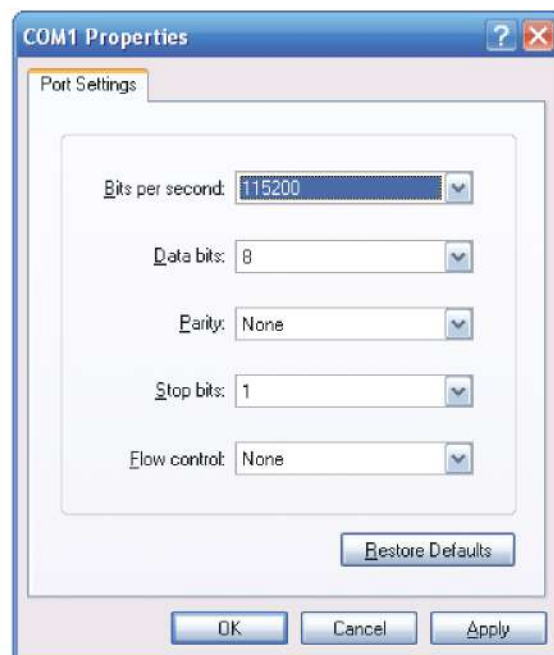 COM1 Properties
Port Settings
Bits per second: 115200
Data bits: 8
Parity: None
Stop bits: 1
Flow control: None
Restore Defaults
OK Cancel Apply